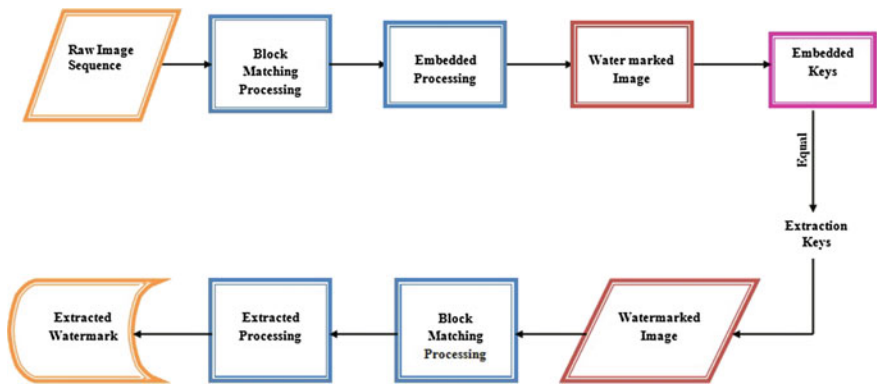 Raw Image
Sequence
Block
Matching
Processing
Embedded
Processing
Water marked
Image
Embedded
Keys
Equal
Extraction
Keys
Watermarked
Image
Block
Matching
Processing
Extracted
Processing
Extracted
Watermark